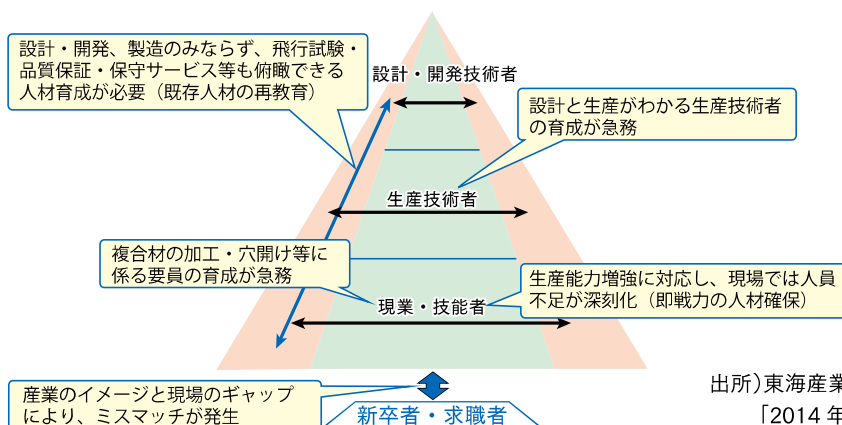 設計・開発、製造のみならず、飛行試験・
品質保証・保守サービス等も俯瞰できる
人材育成が必要（既存人材の再教育）
設計・開発技術者
設計と生産がわかる生産技術者
の育成が急務
生産技術者
複合材の加工・穴開け等に
係る要員の育成が急務
生産能力増強に対応し、現場では人員
不足が深刻化（即戦力の人材確保）
現業・技能者
産業のイメージと現場のギャップ
により、ミスマッチが発生
新卒者・求職者
出所）東海産業
「2014 年